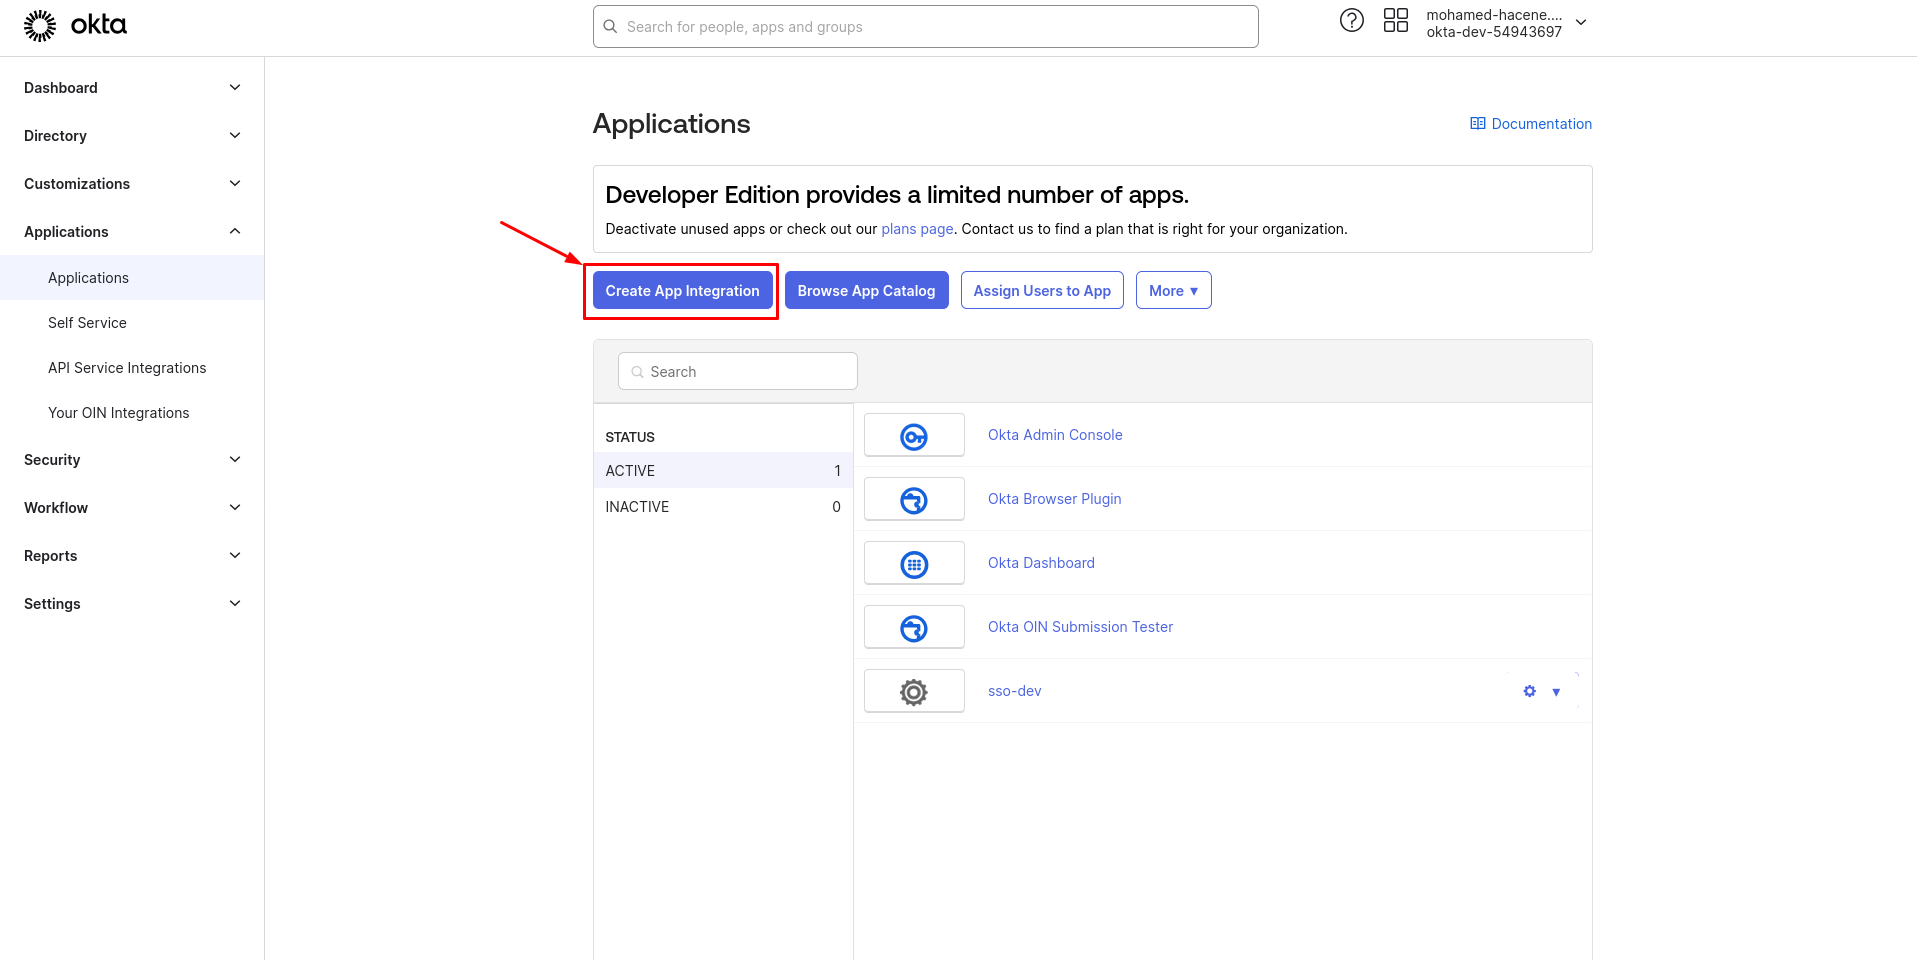 okta
Search for people, apps and groups
mohamed-hacene....
okta-dev-54943697
Dashboard
Directory
Customizations
Applications
Applications
Self Service
API Service Integrations
Your OIN Integrations
Security
Workflow
Reports
Settings
Applications
Documentation
Developer Edition provides a limited number of apps.
Deactivate unused apps or check out our plans page. Contact us to find a plan that is right for your organization.
Create App Integration
Browse App Catalog
Assign Users to App
More ▼
Search
STATUS
ACTIVE 1
INACTIVE 0
Okta Admin Console
Okta Browser Plugin
Okta Dashboard
Okta OIN Submission Tester
sso-dev